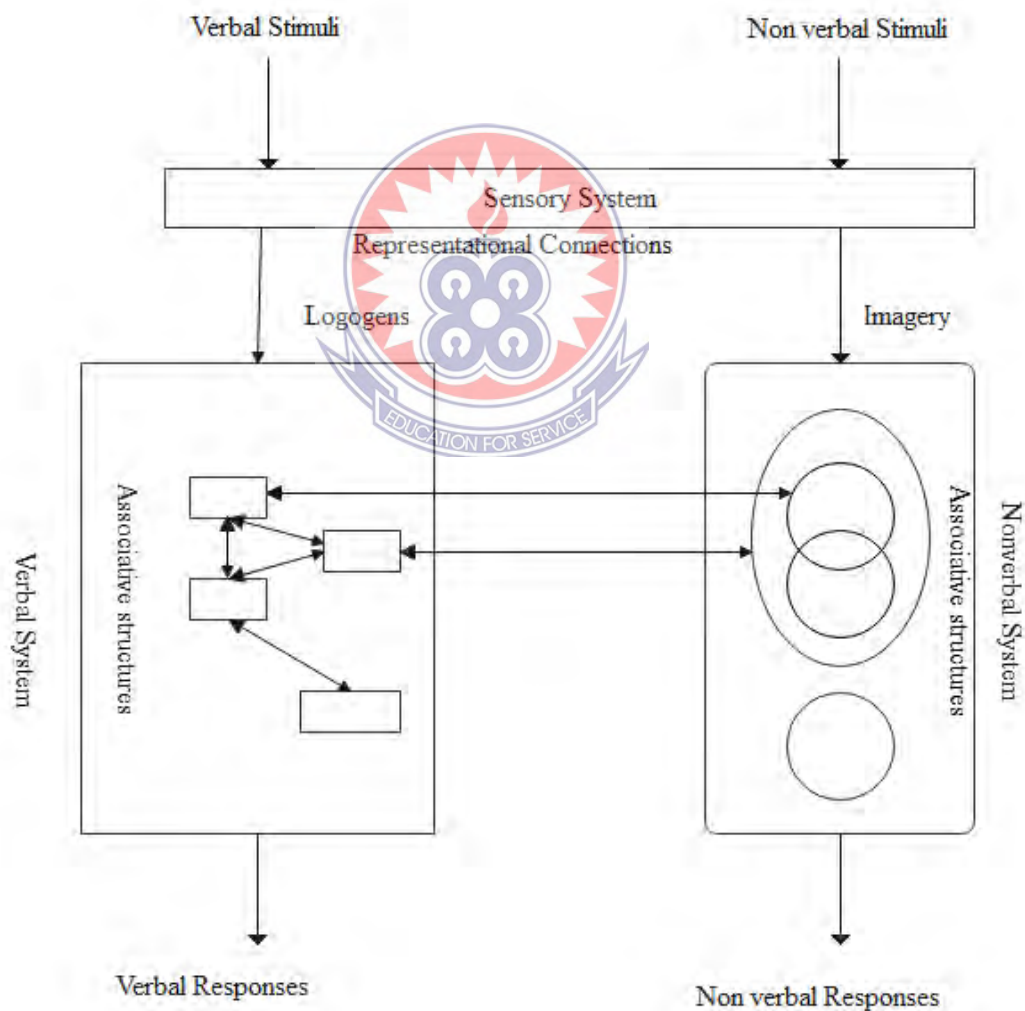 Verbal Stimuli
Non verbal Stimuli
Sensory System
Representational Connections
Logogens
Imagery
EDUCATION FOR SERVICE
Verbal System
Associative structures
Associative structures
Nonverbal System
Verbal Responses
Non verbal Responses